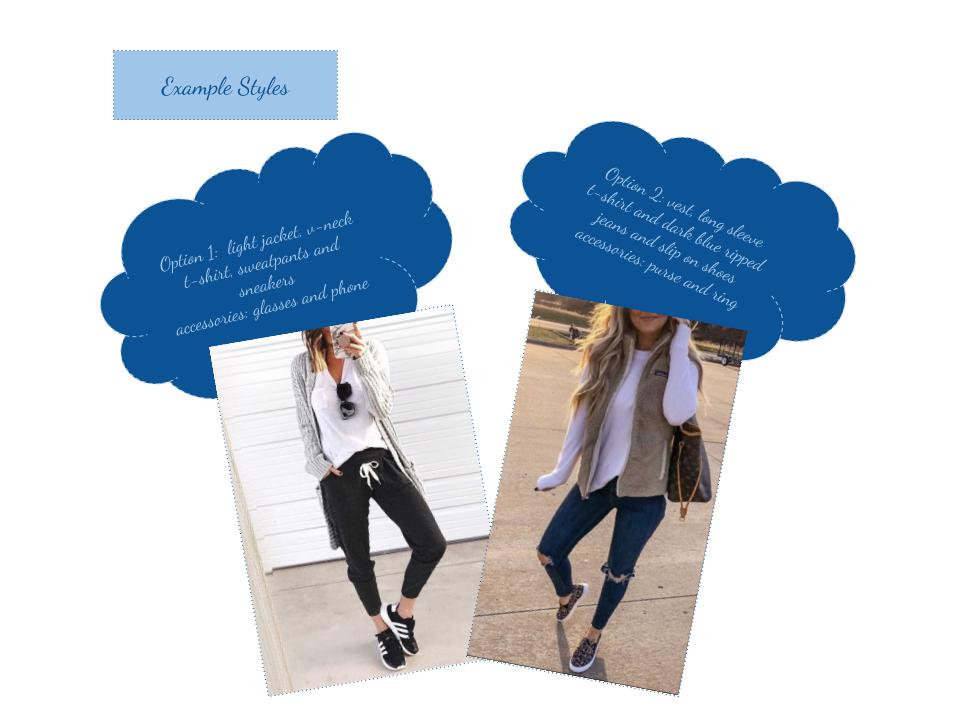 Example Styles
Option 1:  light jacket, v-neck
t-shirt, sweatpants and
sneakers
accessories: glasses and phone
Option 2: vest, long sleeve
t-shirt and dark blue ripped
jeans and slip on shoes
accessories: purse and ring